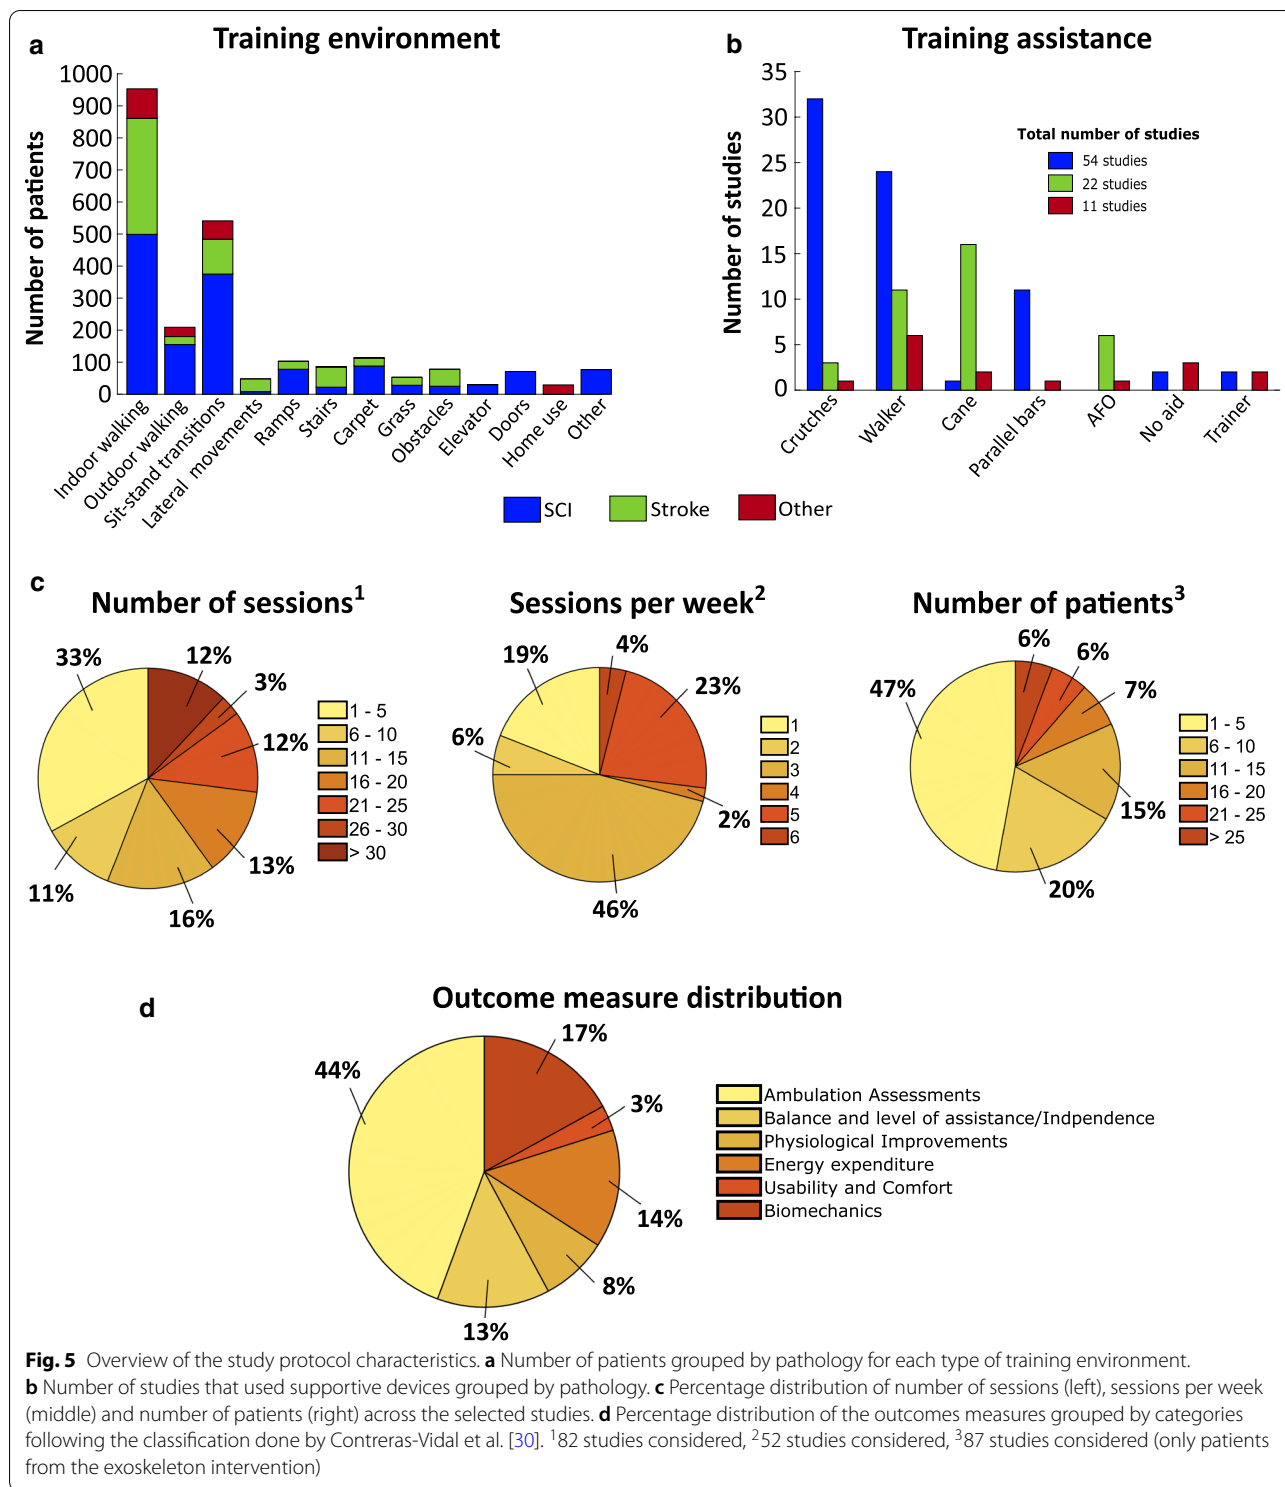 a
Training environment
Number of patients
1000
900
800
700
600
500
400
300
200
100
0
Indoor walking
Outdoor walking
Sit-stand transitions
Lateral movements
Ramps
Stairs
Carpet
Grass
Obstacles
Elevator
Doors
Home use
Other
b
Training assistance
Number of studies
35
30
25
20
15
10
5
0
Total number of studies
54 studies
22 studies
11 studies
Crutches
Walker
Cane
Parallel bars
AFO
No aid
Trainer
SCI
Stroke
Other
c
Number of sessions1
33%
12%
3%
12%
13%
16%
11%
1 - 5
6 - 10
11 - 15
16 - 20
21 - 25
26 - 30
> 30
Sessions per week2
19%
4%
23%
2%
46%
6%
1
2
3
4
5
6
Number of patients3
47%
6%
6%
7%
15%
20%
1 - 5
6 - 10
11 - 15
16 - 20
21 - 25
> 25
d
Outcome measure distribution
44%
17%
3%
14%
8%
13%
Ambulation Assessments
Balance and level of assistance/Indpendence
Physiological Improvements
Energy expenditure
Usability and Comfort
Biomechanics
Fig. 5 Overview of the study protocol characteristics. a Number of patients grouped by pathology for each type of training environment.
b Number of studies that used supportive devices grouped by pathology. c Percentage distribution of number of sessions (left), sessions per week
(middle) and number of patients (right) across the selected studies. d Percentage distribution of the outcomes measures grouped by categories
following the classification done by Contreras-Vidal et al. [30]. 182 studies considered, 252 studies considered, 387 studies considered (only patients
from the exoskeleton intervention)